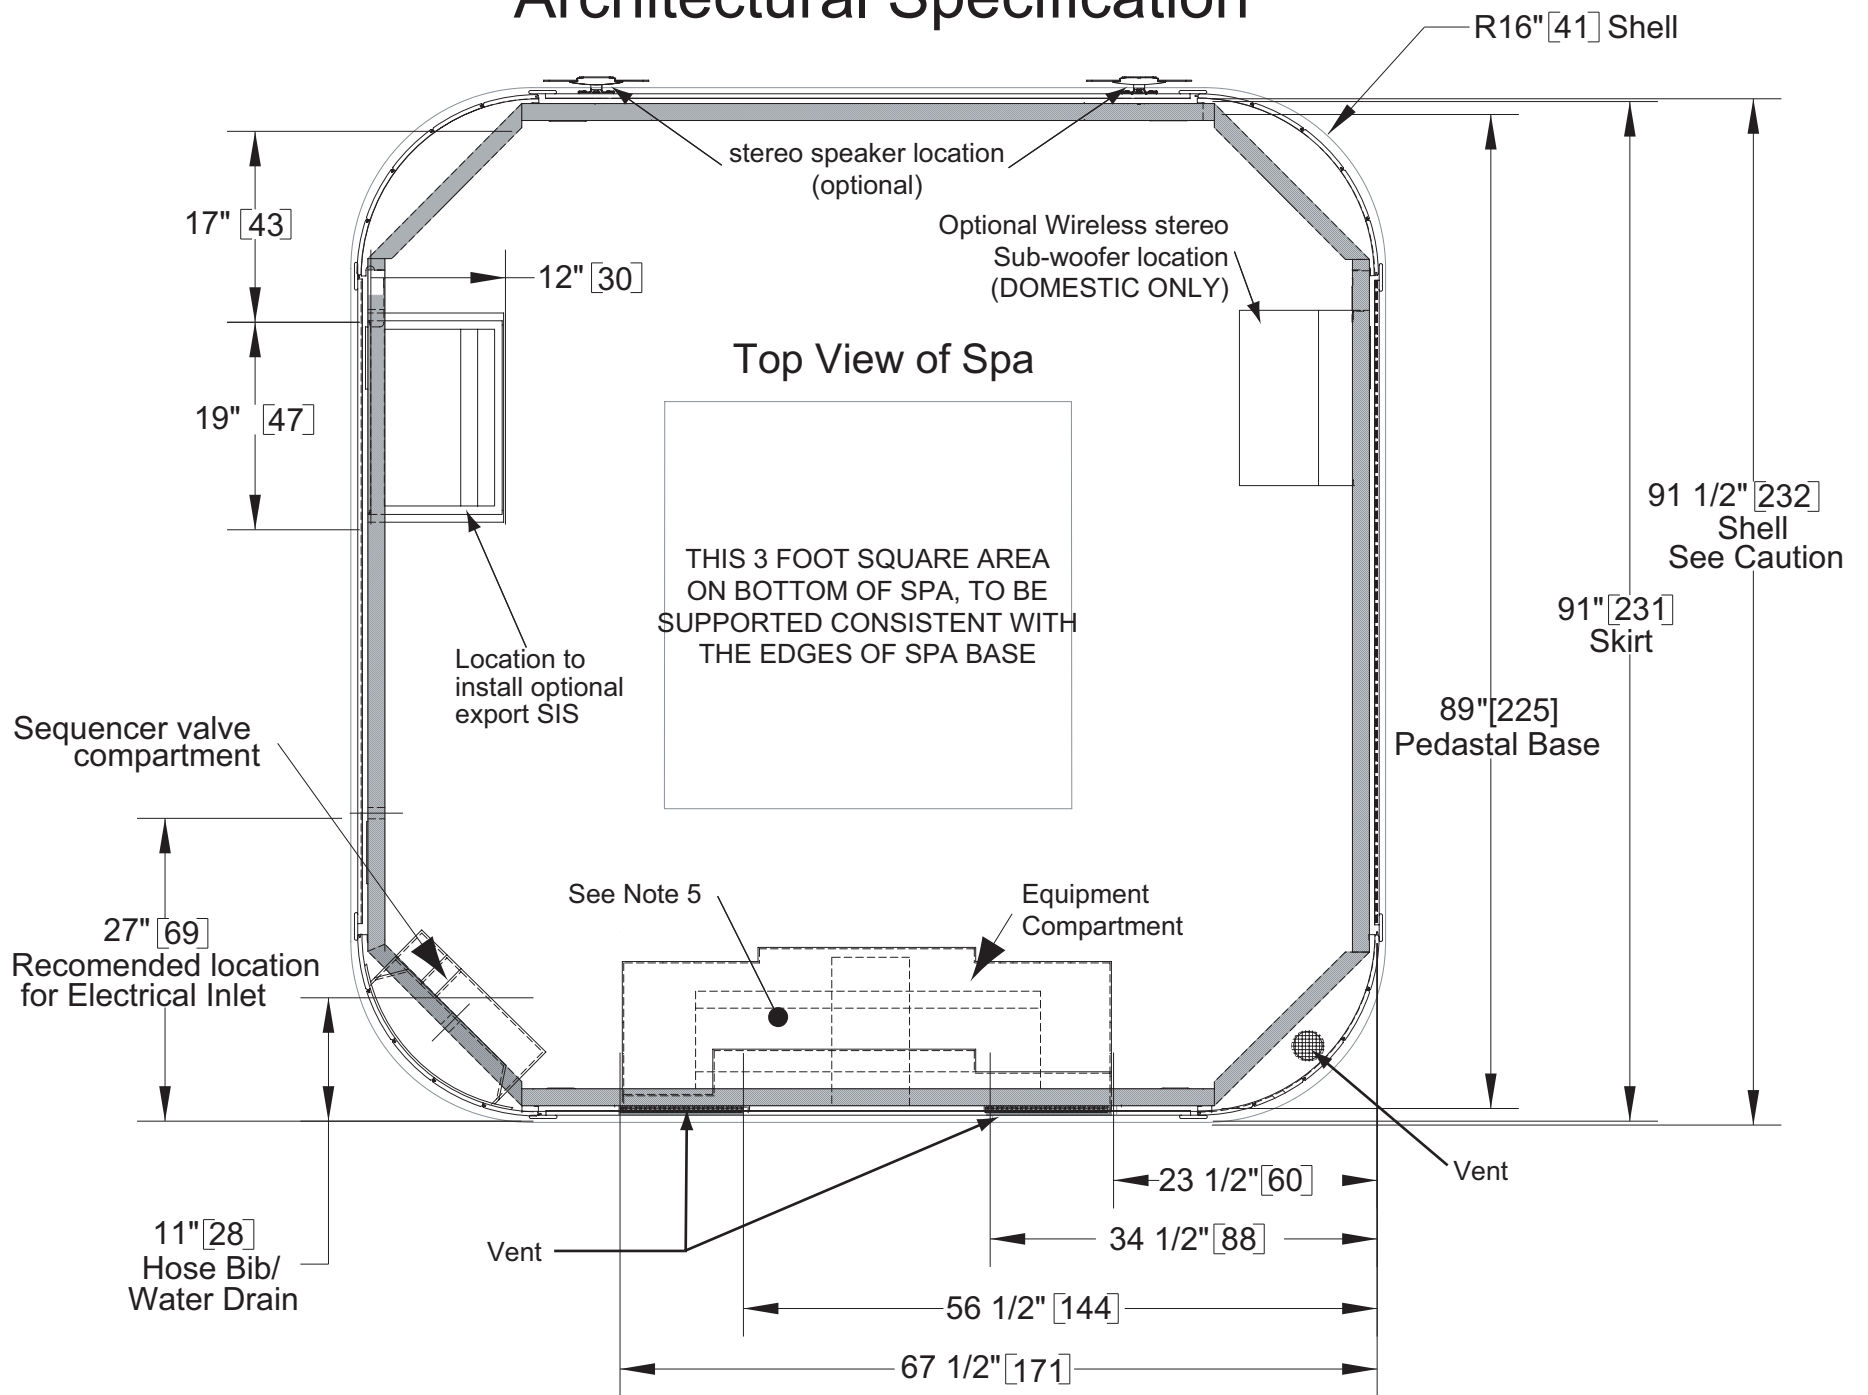 Architectural Specification
R16"[41] Shell
stereo speaker location
(optional)
17" [43]
Optional Wireless stereo
Sub-woofer location
(DOMESTIC ONLY)
12" [30]
Top View of Spa
19" [47]
91 1/2" [232]
Shell
See Caution
THIS 3 FOOT SQUARE AREA
ON BOTTOM OF SPA, TO BE
SUPPORTED CONSISTENT WITH
THE EDGES OF SPA BASE
91" [231]
Skirt
Location to
install optional
export SIS
89"[225]
Pedastal Base
Sequencer valve
compartment
See Note 5
Equipment
Compartment
27" [69]
Recomended location
for Electrical Inlet
Vent
23 1/2"[60]
11"[28]
Hose Bib/
Water Drain
Vent
34 1/2"[88]
56 1/2" [144]
67 1/2"[171]